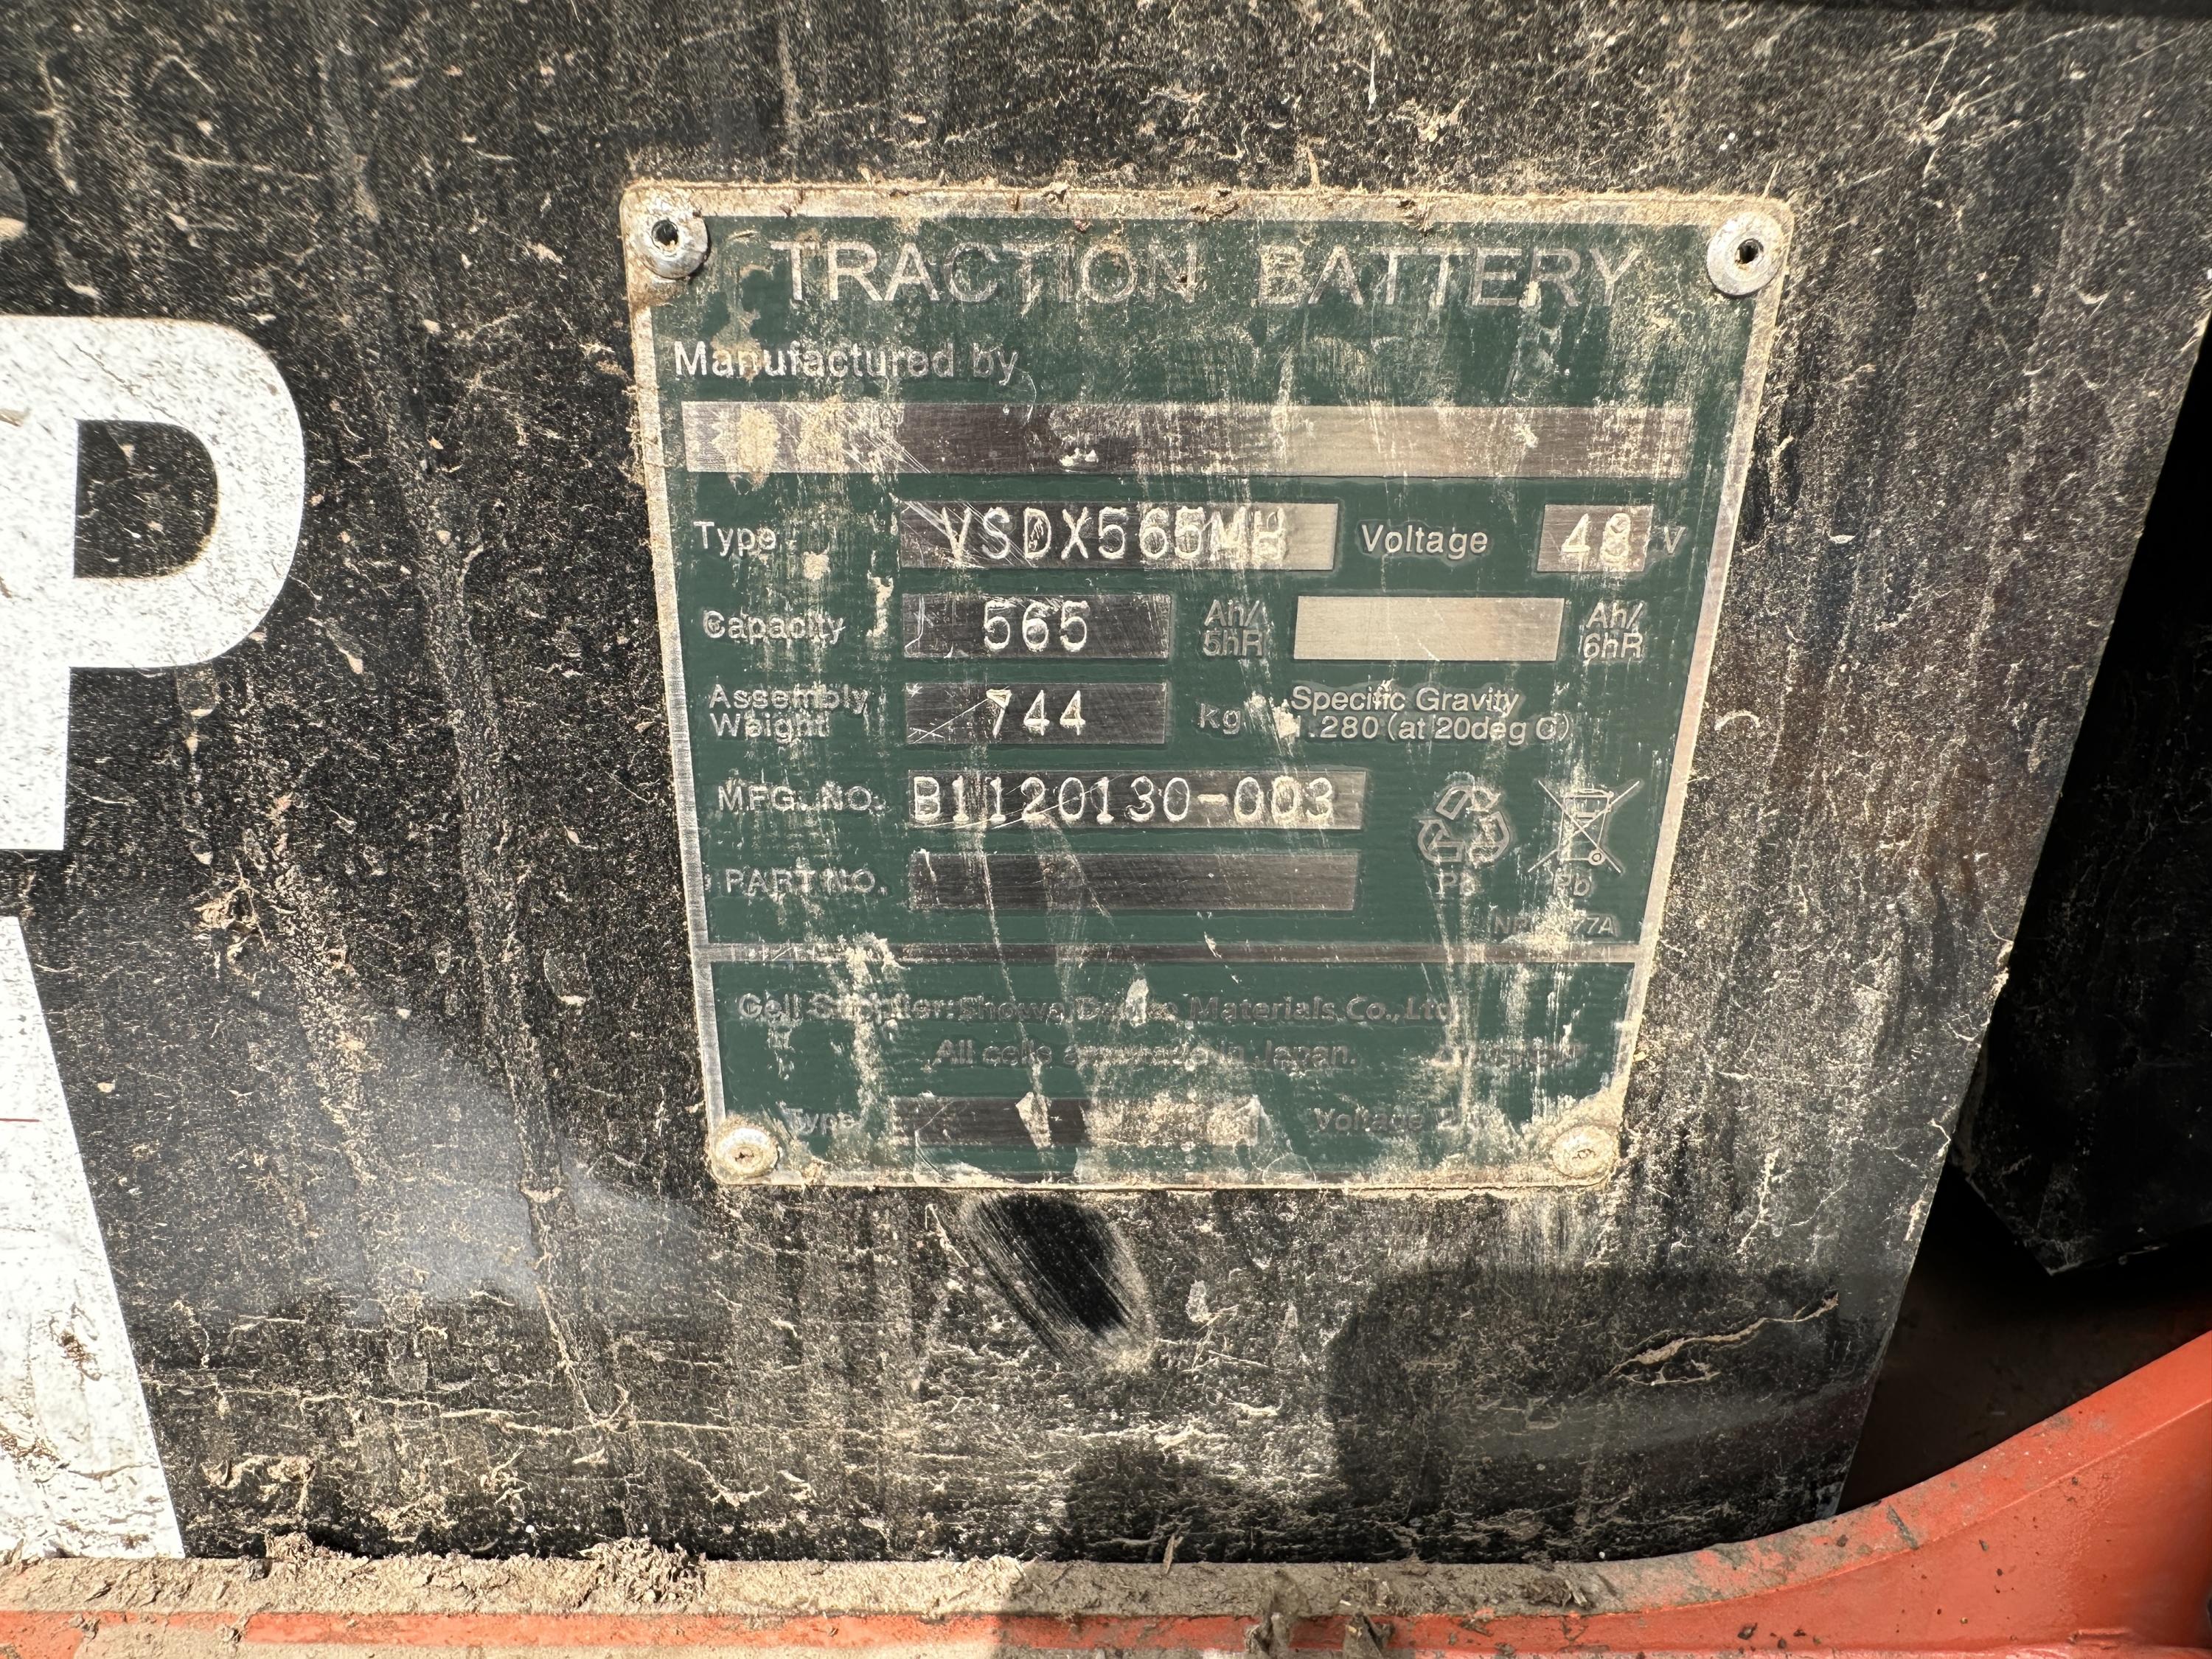 P
TRACTION BATTERY
Manufactured by
Type VSDX565MH Voltage 48 V
Capacity 565 Ah/5hR Ah/6hR
Assembly Weight 744 Kg Specific Gravity 1.280 (at 20deg C)
MFG. NO. B1120130-003
PART NO.
Pb Pb
Cell Supplier: Showa Denko Materials Co., Ltd.
All cells are made in Japan.
Type Voltage